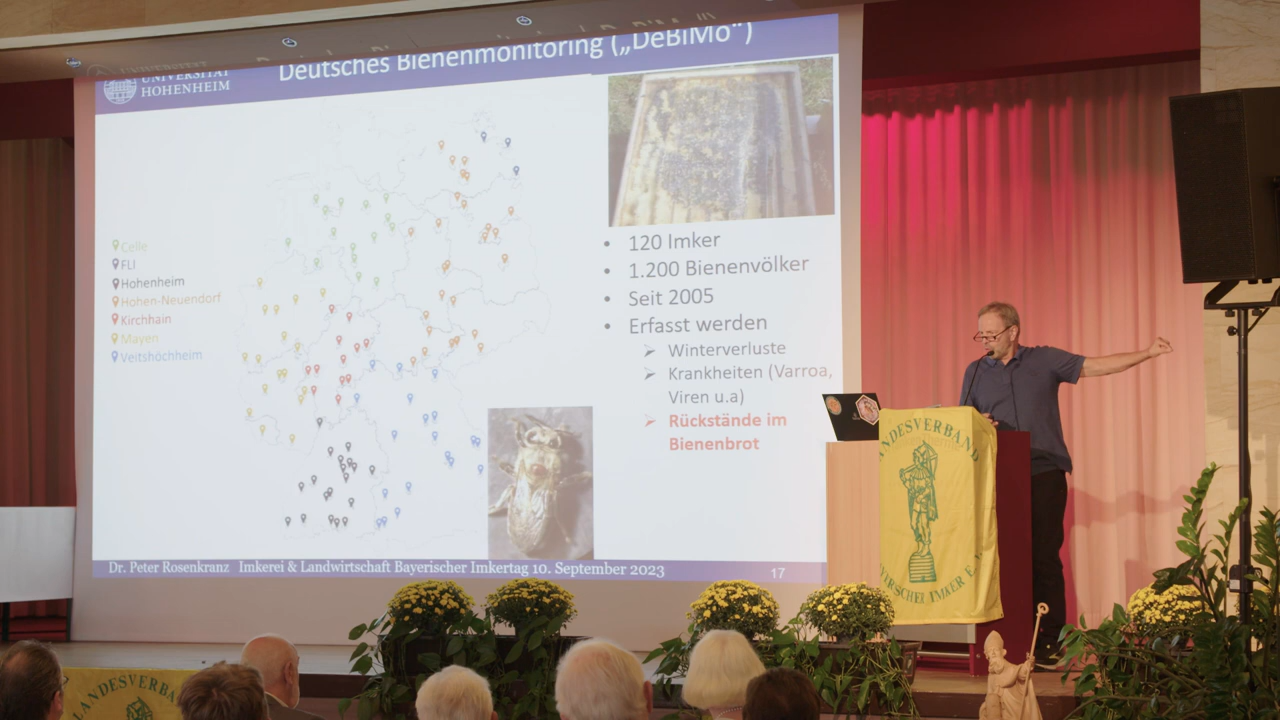 Deutsches Bienenmonitoring („DeBiMo")
UNIVERSITÄT
HOHENHEIM
Celle
FLI
Hohenheim
Hohen-Neuendorf
Kirchhain
Mayen
Veitshöchheim
• 120 Imker
• 1.200 Bienenvölker
• Seit 2005
• Erfasst werden
➢ Winterverluste
➢ Krankheiten (Varroa,
Viren u.a)
➢ Rückstände im
Bienenbrot
Dr. Peter Rosenkranz Imkerei & Landwirtschaft Bayerischer Imkertag 10. September 2023 17
LANDESVERBAND
IMKER E.
LANDESVERBA